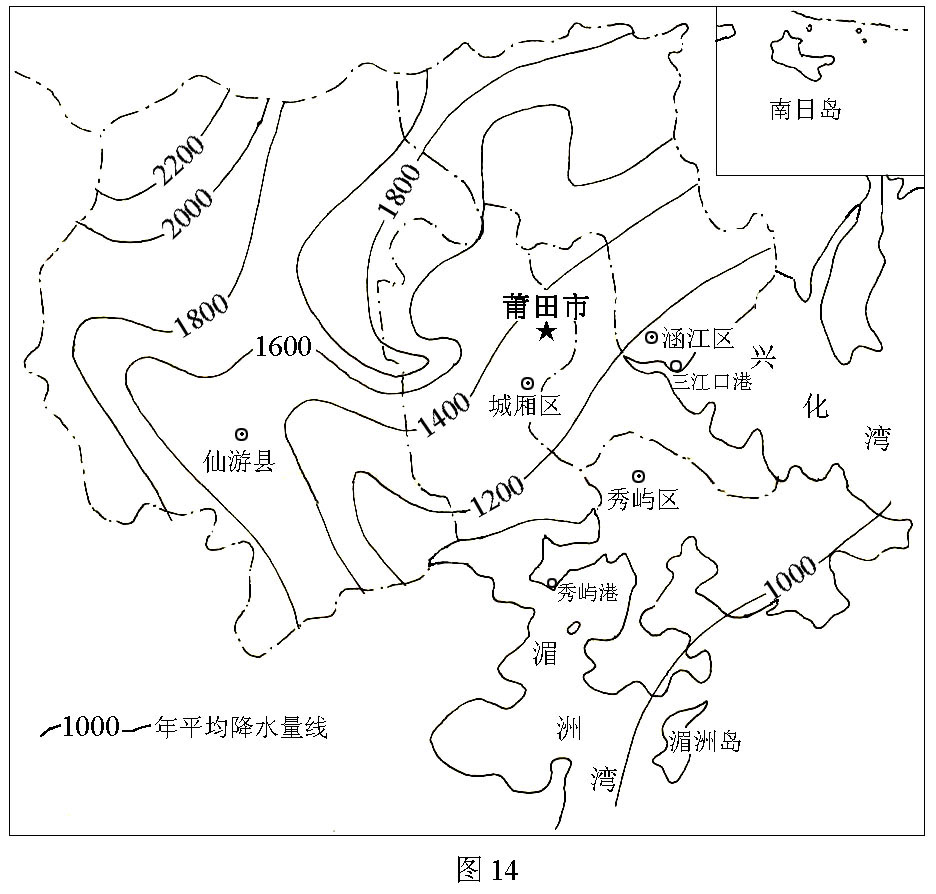 南日岛
2200
2000
1800
1800
1600
莆田市
涵江区
三江口港
兴
化
湾
城厢区
1400
仙游县
1200
秀屿区
1000
秀屿港
湄
洲
湾
湄洲岛
1000 年平均降水量线
图 14